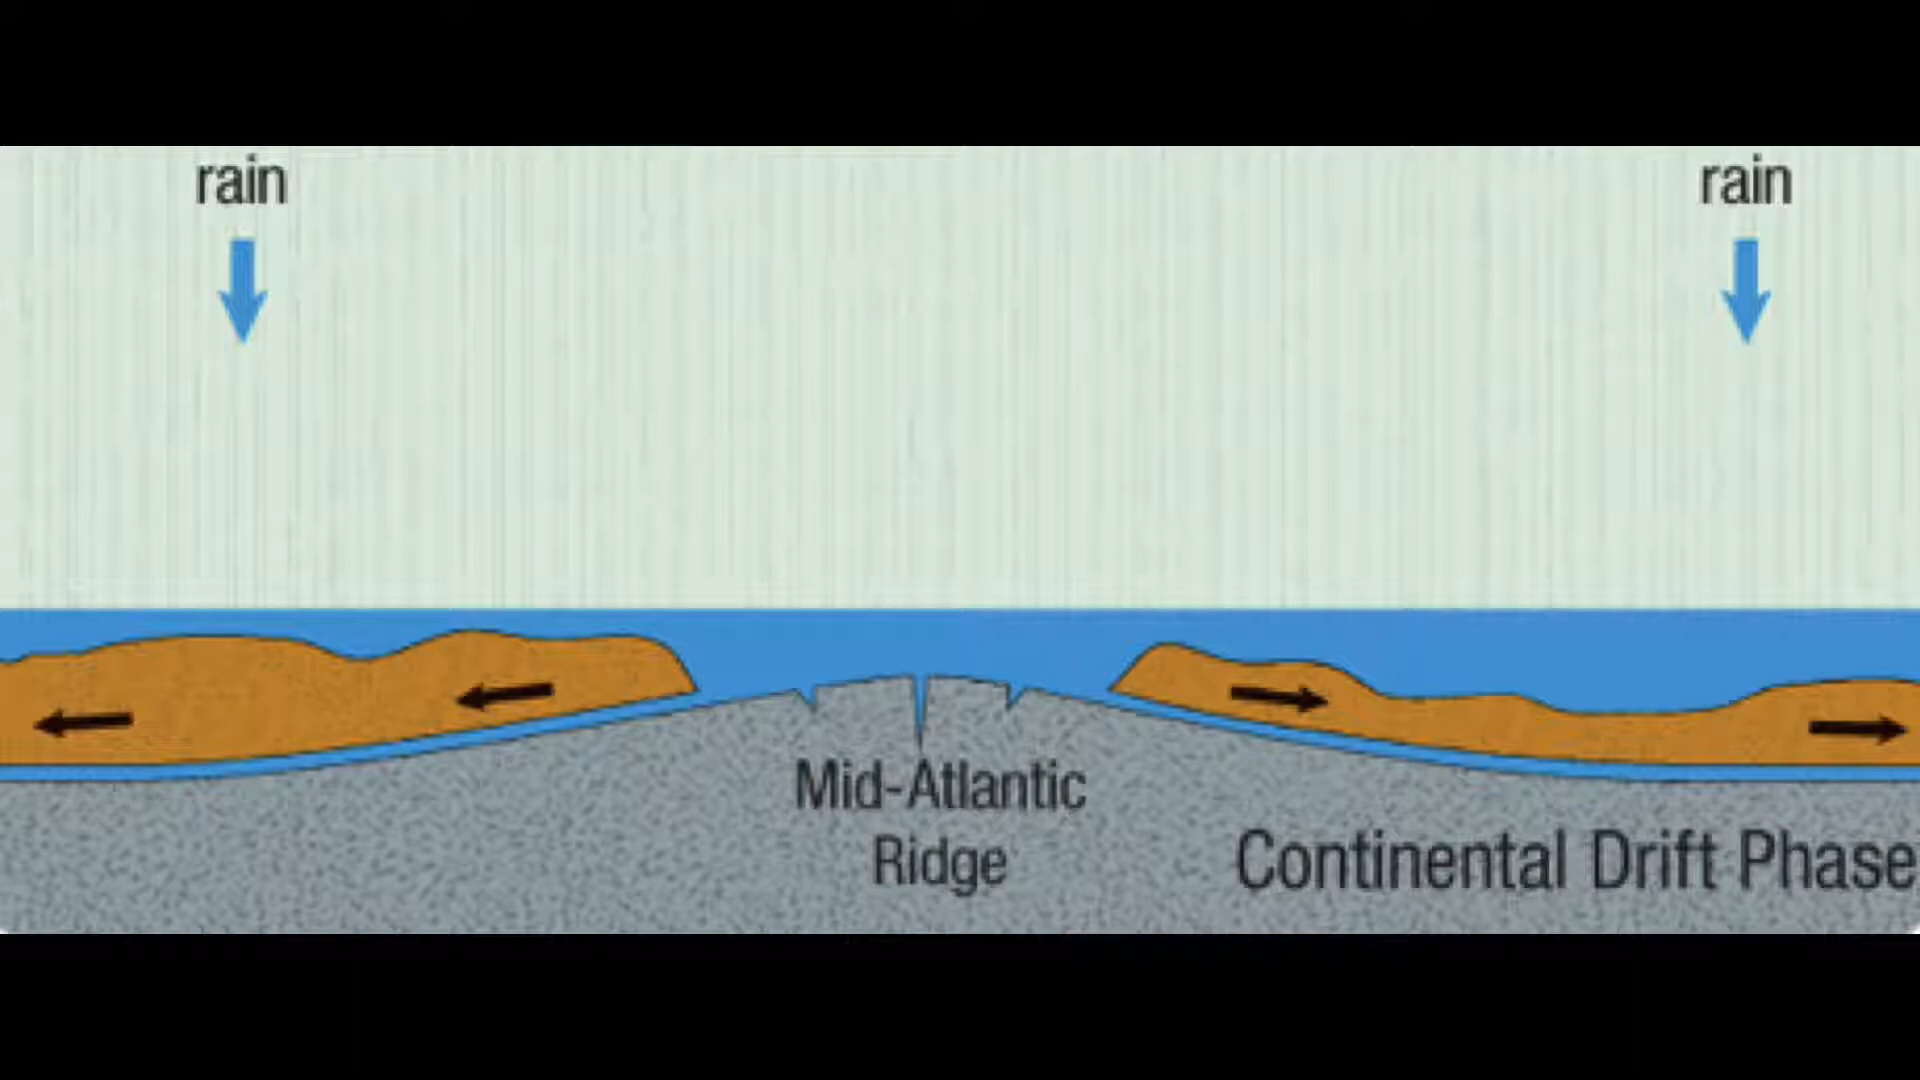 rain
rain
Mid-Atlantic
Ridge
Continental Drift Phase